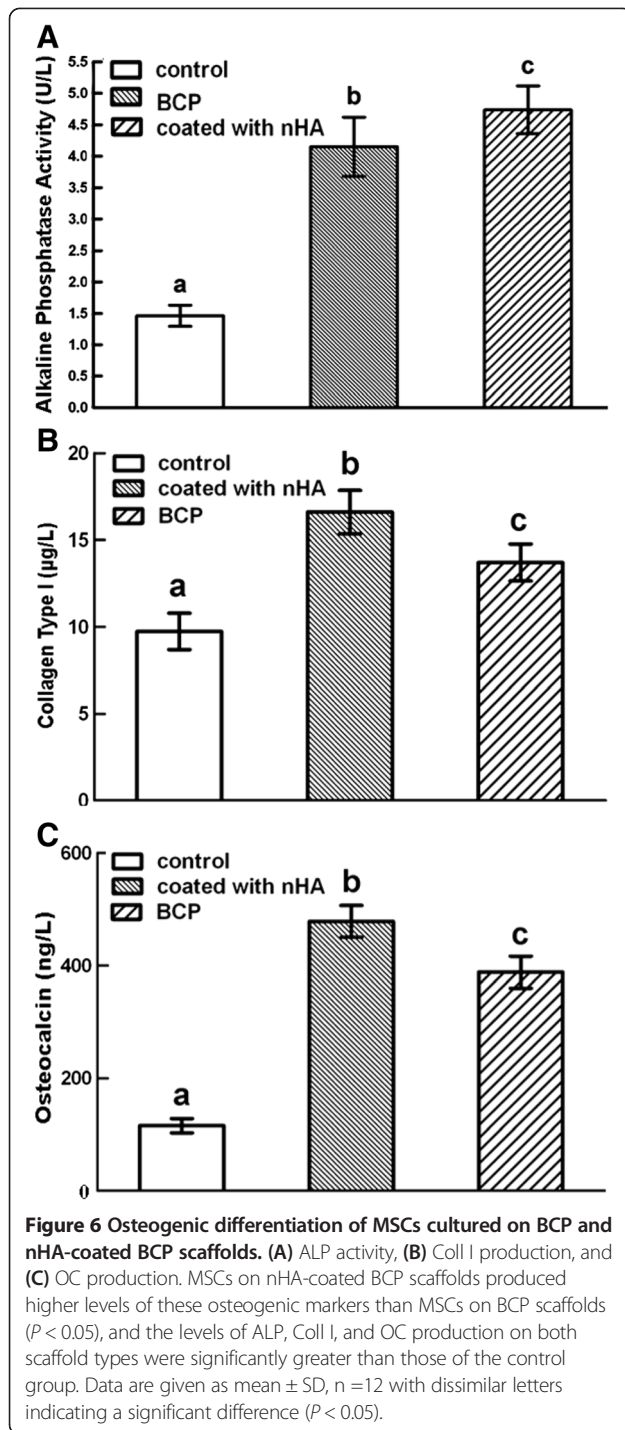 A
Alkaline Phosphatase Activity (U/L)
5.5
5.0
4.5
4.0
3.5
3.0
2.5
2.0
1.5
1.0
0.5
0.0
control
BCP
coated with nHA
a
b
c
B
Collagen Type I (µg/L)
20
15
10
5
0
control
coated with nHA
BCP
a
b
c
C
Osteocalcin (ng/L)
600
400
200
0
control
coated with nHA
BCP
a
b
c
Figure 6 Osteogenic differentiation of MSCs cultured on BCP and
nHA-coated BCP scaffolds. (A) ALP activity, (B) Coll I production, and
(C) OC production. MSCs on nHA-coated BCP scaffolds produced
higher levels of these osteogenic markers than MSCs on BCP scaffolds
(P < 0.05), and the levels of ALP, Coll I, and OC production on both
scaffold types were significantly greater than those of the control
group. Data are given as mean ± SD, n =12 with dissimilar letters
indicating a significant difference (P < 0.05).